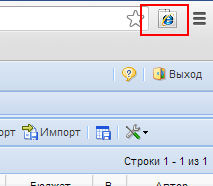 Выход
орт Импорт
Строки 1 - 1 из 1
Бюджет В Автор